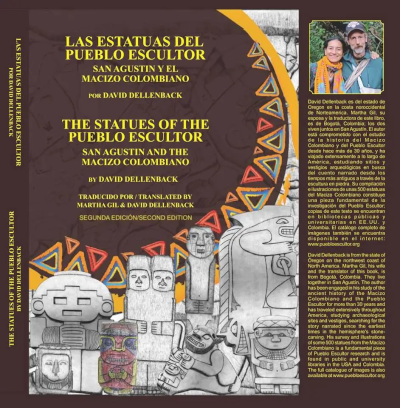 LAS ESTATUAS DEL PUEBLO ESCULTOR
POR DAVID DELLENBACK
THE STATUES OF THE PUEBLO ESCULTOR
BY DAVID DELLENBACK
LAS ESTATUAS DEL
PUEBLO ESCULTOR
SAN AGUSTIN Y EL
MACIZO COLOMBIANO
POR DAVID DELLENBACK
THE STATUES OF THE
PUEBLO ESCULTOR
SAN AGUSTIN AND THE
MACIZO COLOMBIANO
BY DAVID DELLENBACK
TRADUCIDO POR / TRANSLATED BY
MARTHA GIL & DAVID DELLENBACK
SEGUNDA EDICIÓN/SECOND EDITION
David Dellenback es del estado de
Oregon en la costa noroccidental
de Norteamerica. Martha Gil, su
esposa y la traductora de este libro,
es de Bogotá, Colombia; los dos
viven juntos en San Agustín. El autor
está comprometido con el estudio
de la historia del Macizo
Colombiano y del Pueblo Escultor
desde hace más de 30 años, y ha
viajado extensamente a lo largo de
América, estudiando sitios y
vestigios arqueológicos en busca
del cuento narrado desde los
tiempos más antiguos a través de la
escultura en piedra. Su compilación
e ilustraciones de unas 500 estatuas
del Macizo Colombiano constituye
una pieza fundamental de la
investigación del Pueblo Escultor;
copias de este texto se encuentran
en bibliotecas públicas y
universitarias en EE.UU. y
Colombia. El catálogo completo de
imágenes también se encuentra
disponible en el internet:
www.puebloescultor.org
David Dellenback is from the state of
Oregon on the northwest coast of
North America. Martha Gil, his wife
and the translator of this book, is
from Bogotá, Colombia. They live
together in San Agustín. The author
has been engaged in his study of the
ancient history of the Macizo
Colombiano and the Pueblo
Escultor for more than 30 years and
has traveled extensively throughout
America, studying archaeological
sites and vestiges, searching for the
story narrated since the earliest
times in the hemisphere's stone-
carving. His survey and illustrations
of some 500 statues from the Macizo
Colombiano is a fundamental piece
of Pueblo Escultor research and is
found in public and university
libraries in the USA and Colombia.
The full catalogue of images is also
available at www.puebloescultor.org